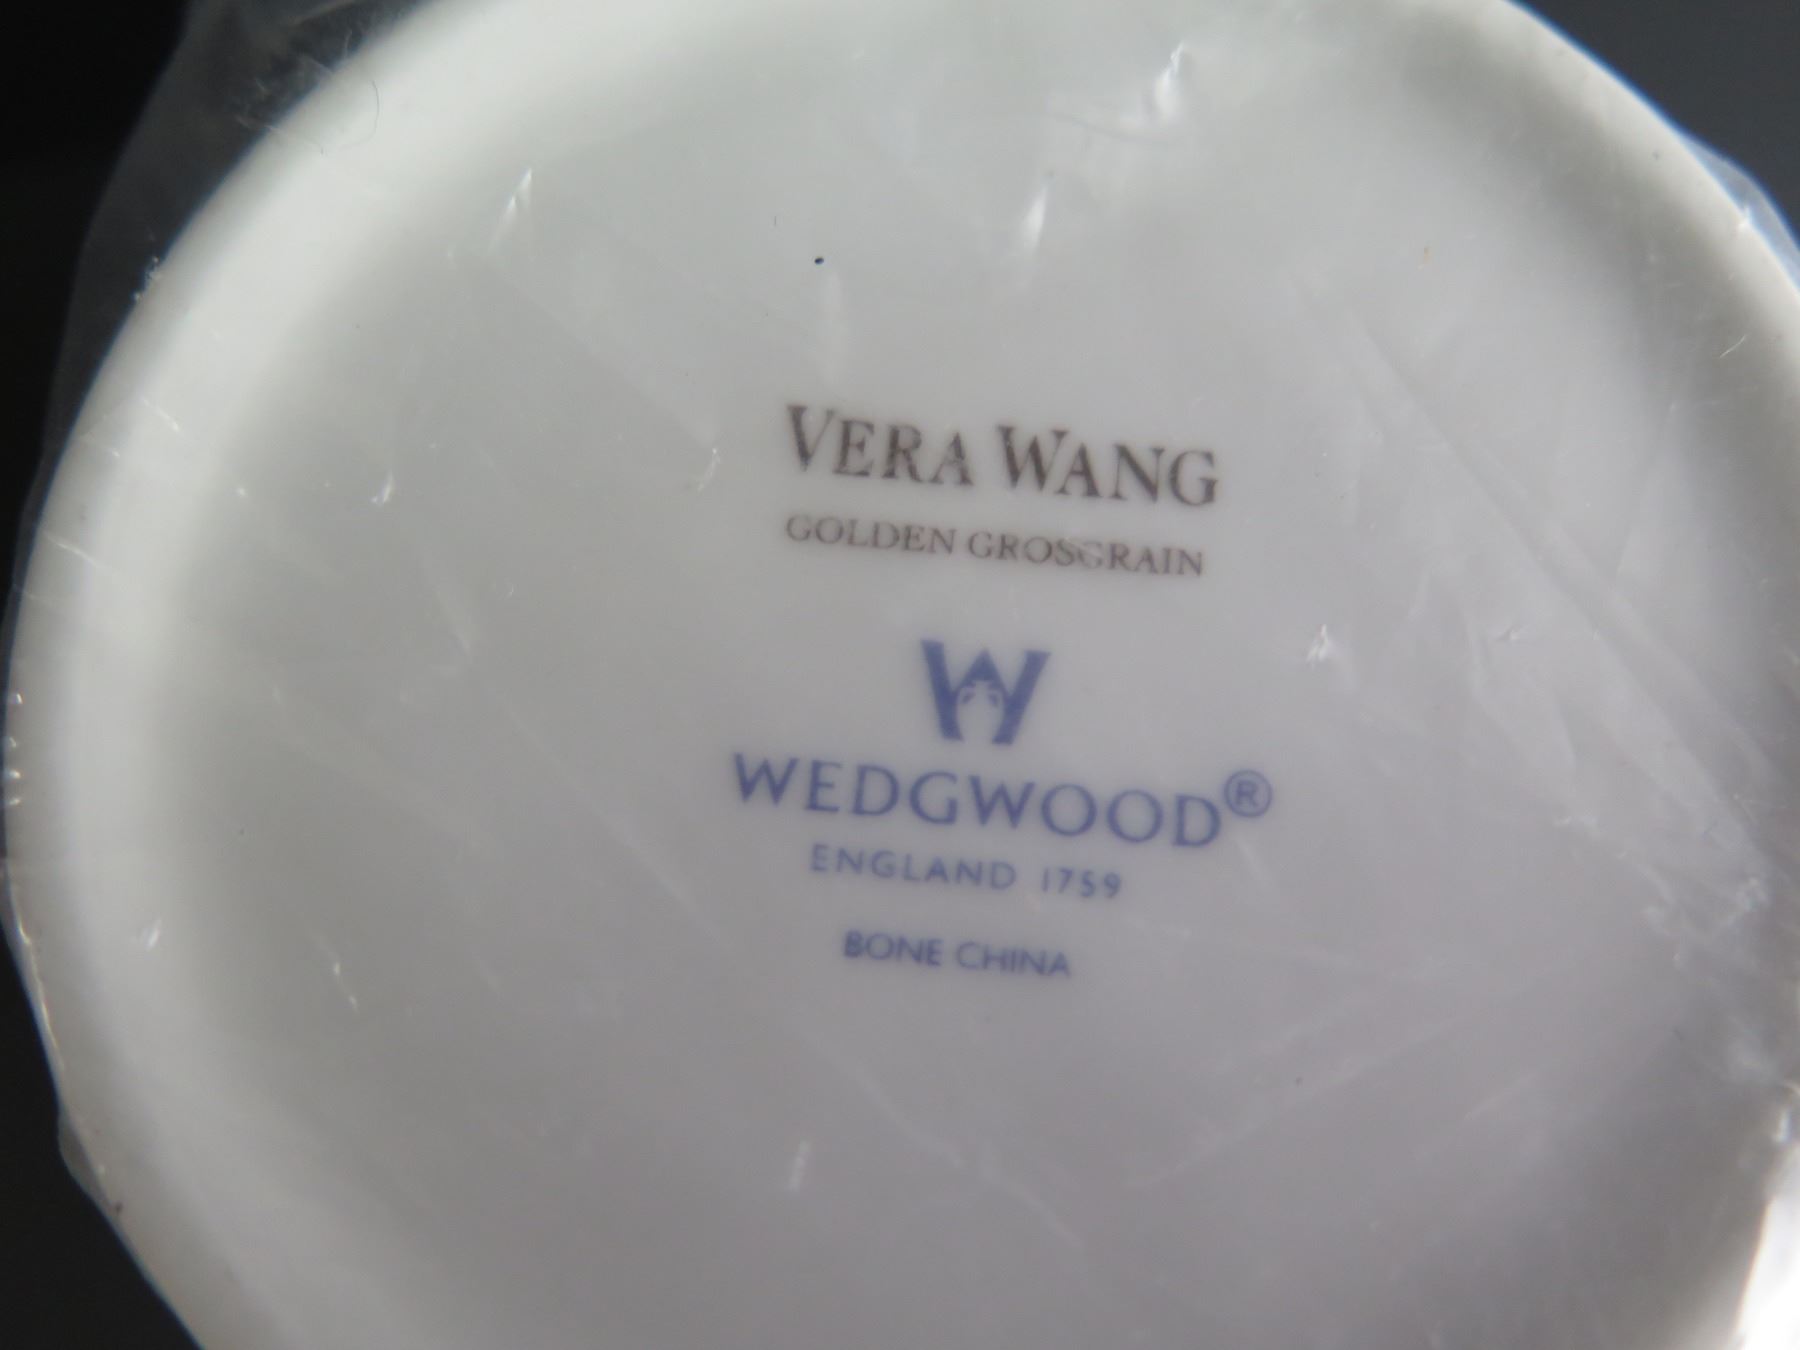 VERA WANG
GOLDEN GROSGRAIN
W
WEDGWOOD®
ENGLAND 1759
BONE CHINA